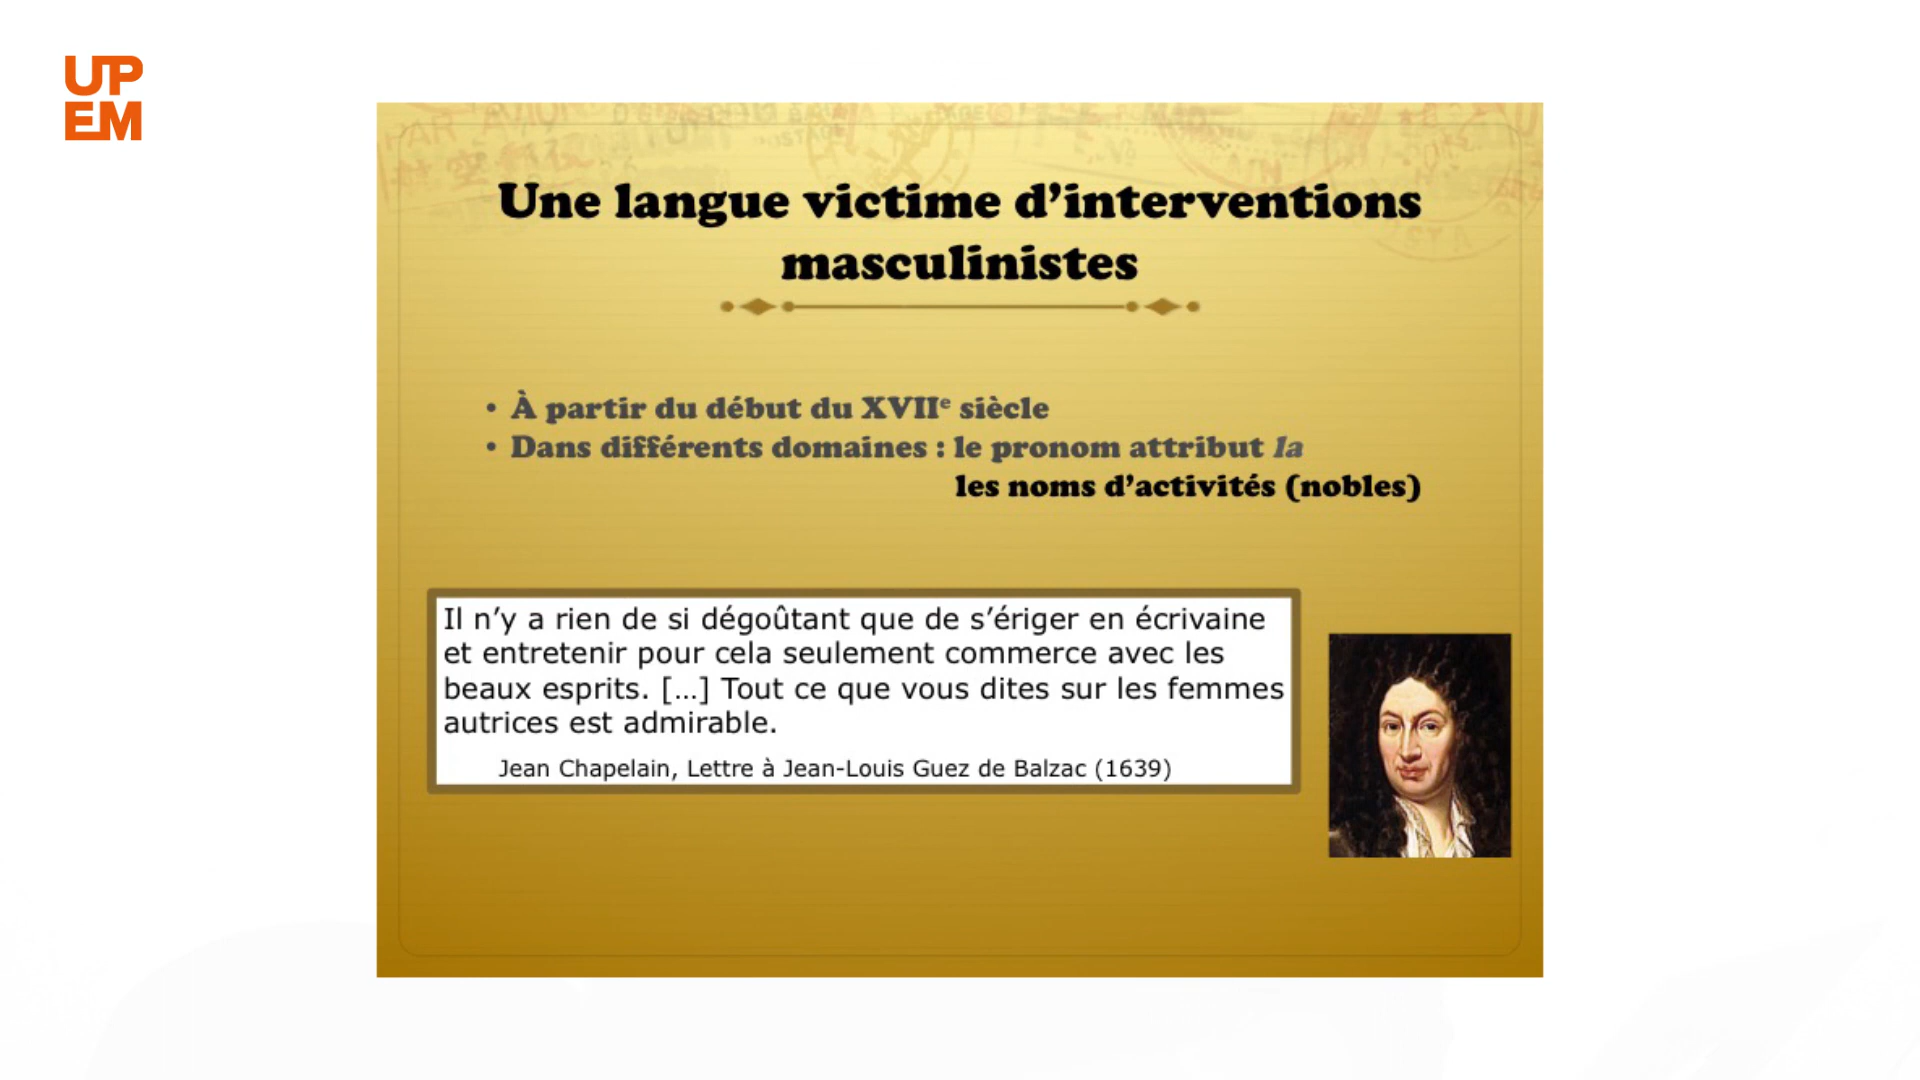 UP
EM
Une langue victime d’interventions
masculinistes
• À partir du début du XVIIe siècle
• Dans différents domaines : le pronom attribut la
les noms d’activités (nobles)
Il n’y a rien de si dégoûtant que de s’ériger en écrivaine
et entretenir pour cela seulement commerce avec les
beaux esprits. […] Tout ce que vous dites sur les femmes
autrices est admirable.
Jean Chapelain, Lettre à Jean-Louis Guez de Balzac (1639)